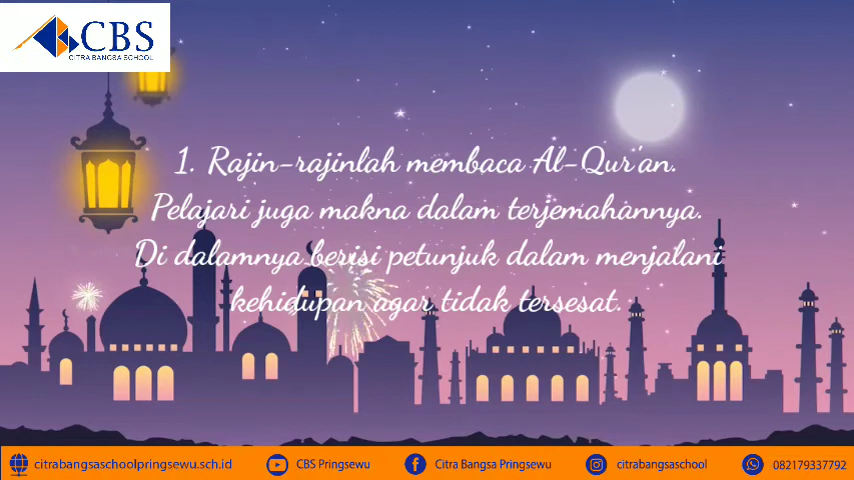 CBS
CITRA BANGSA SCHOOL
1. Rajin-rajinlah membaca Al-Qur'an.
Pelajari juga makna dalam terjemahannya.
Di dalamnya berisi petunjuk dalam menjalani
kehidupan agar tidak tersesat.
citrabangsaschoolpringsewu.sch.id
CBS Pringsewu
Citra Bangsa Pringsewu
citrabangsaschool
082179337792